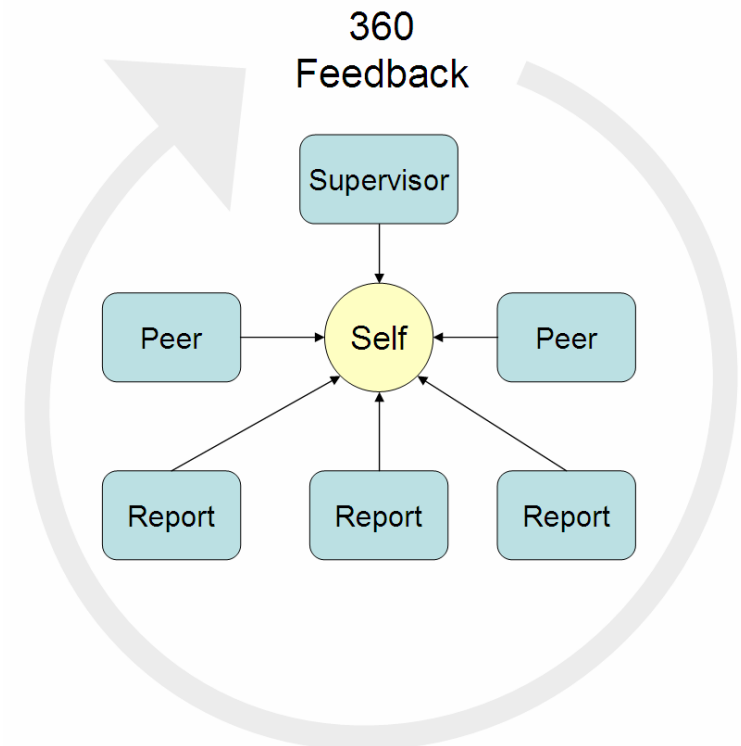 360
Feedback
Supervisor
Peer
Self
Peer
Report
Report
Report